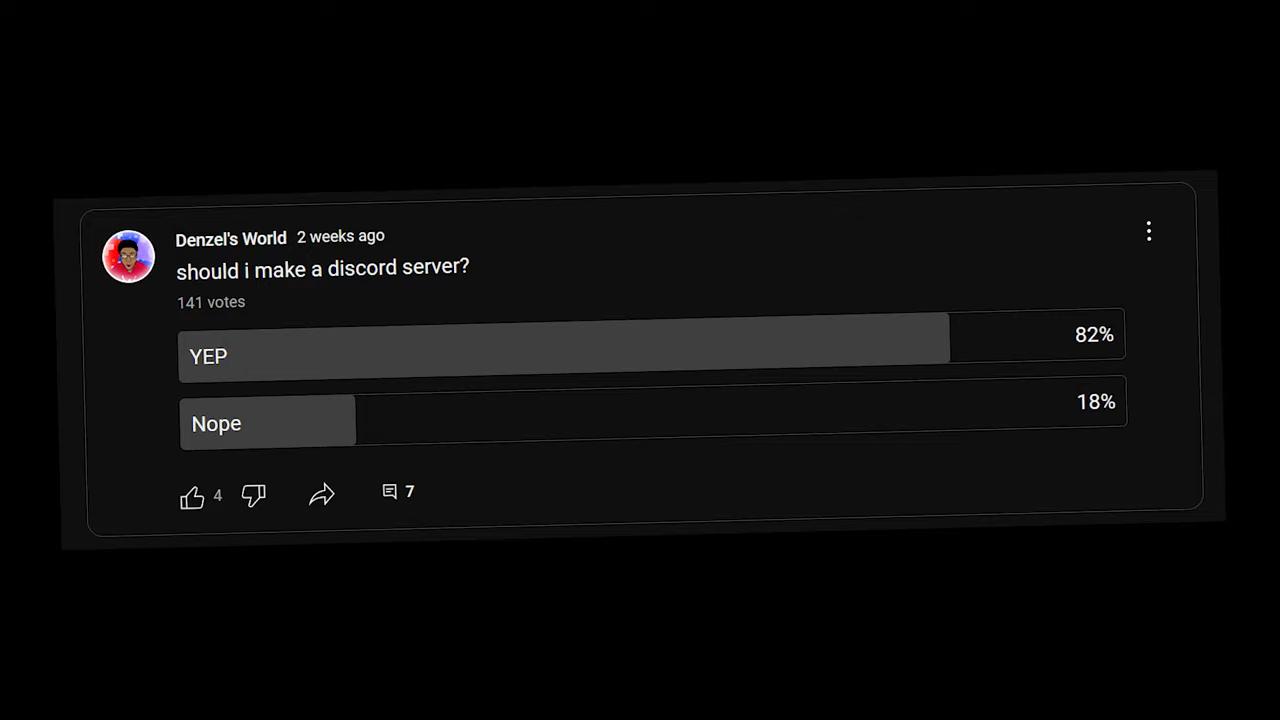 Denzel's World 2 weeks ago
should i make a discord server?
141 votes
YEP 82%
Nope 18%
4 7